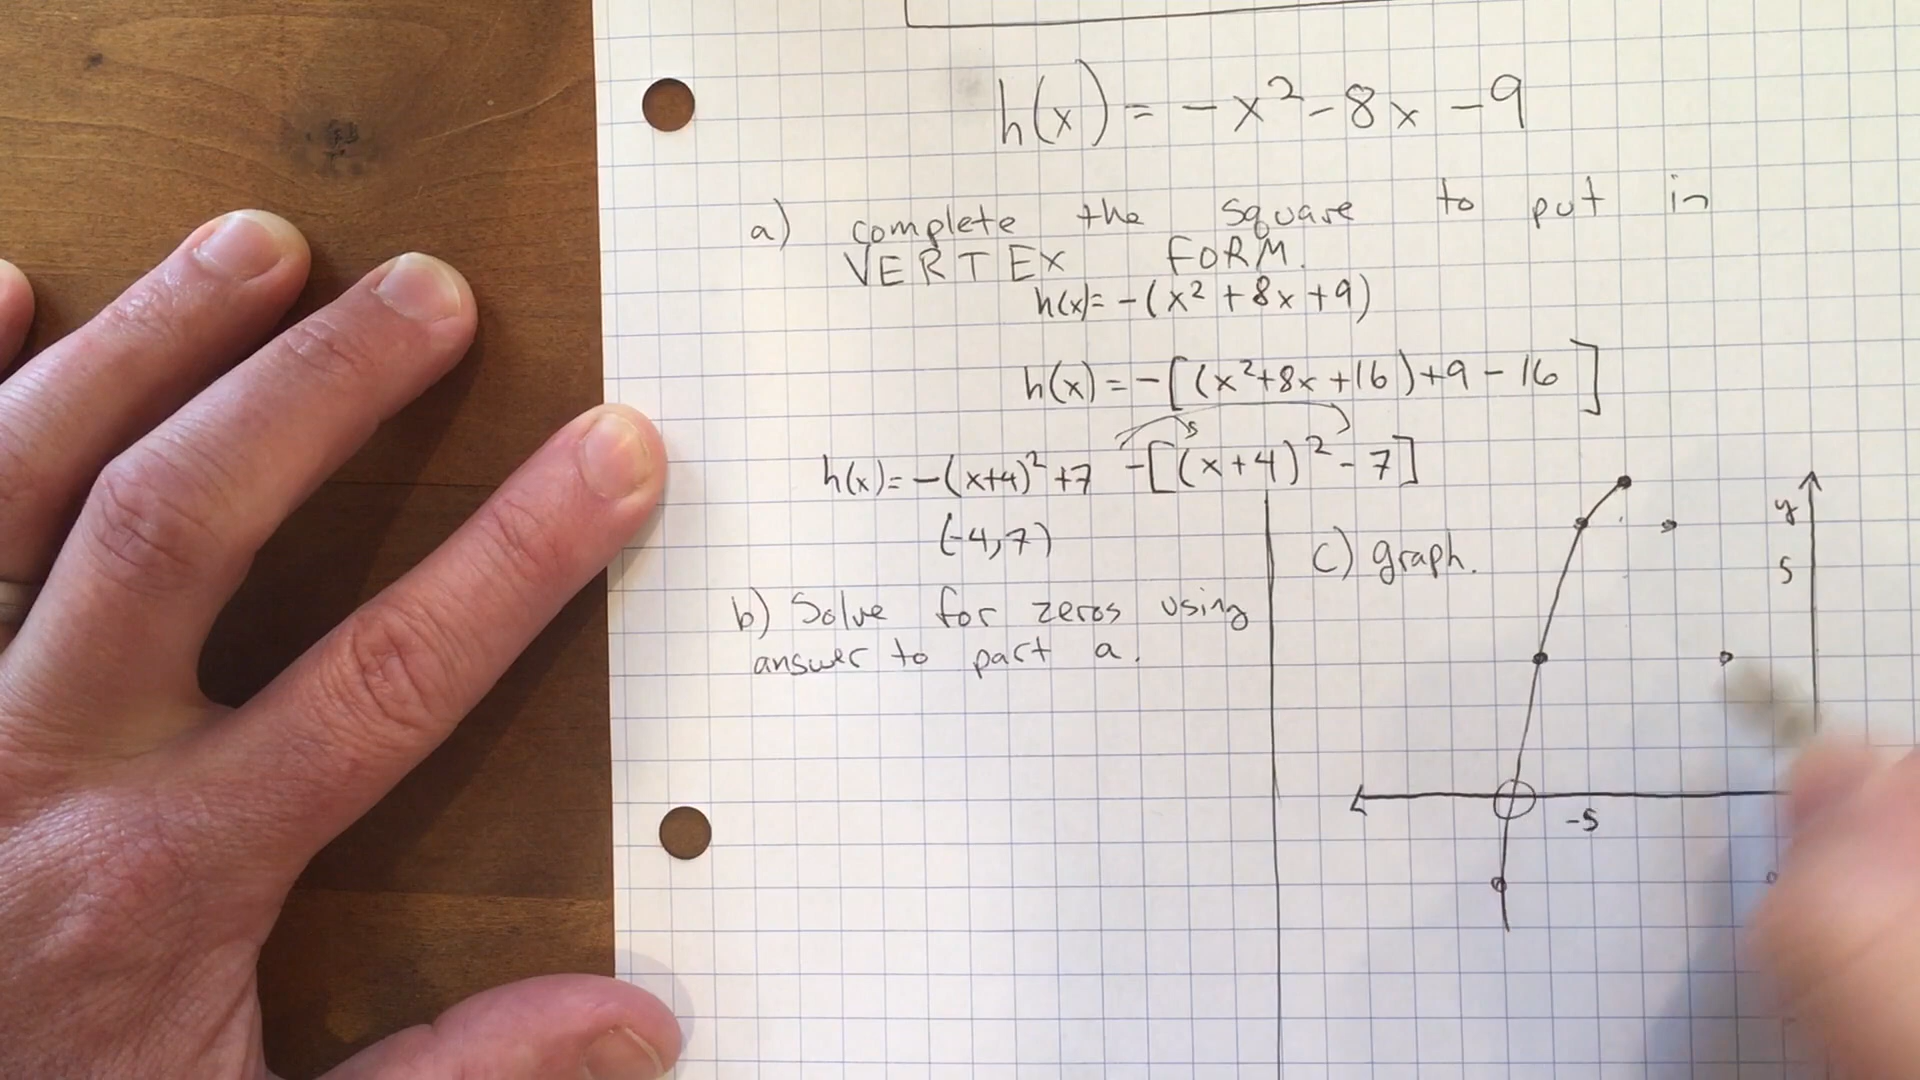 h(x) = -x² - 8x - 9
a) complete the square to put in
VERTEX FORM.
h(x) = -(x² + 8x + 9)
h(x) = -[(x²+8x+16)+9-16]
h(x) = -(x+4)² +7 -[(x+4)² - 7]
(-4,7)
b) Solve for zeros using
answer to part a.
c) graph.
y
5
-5